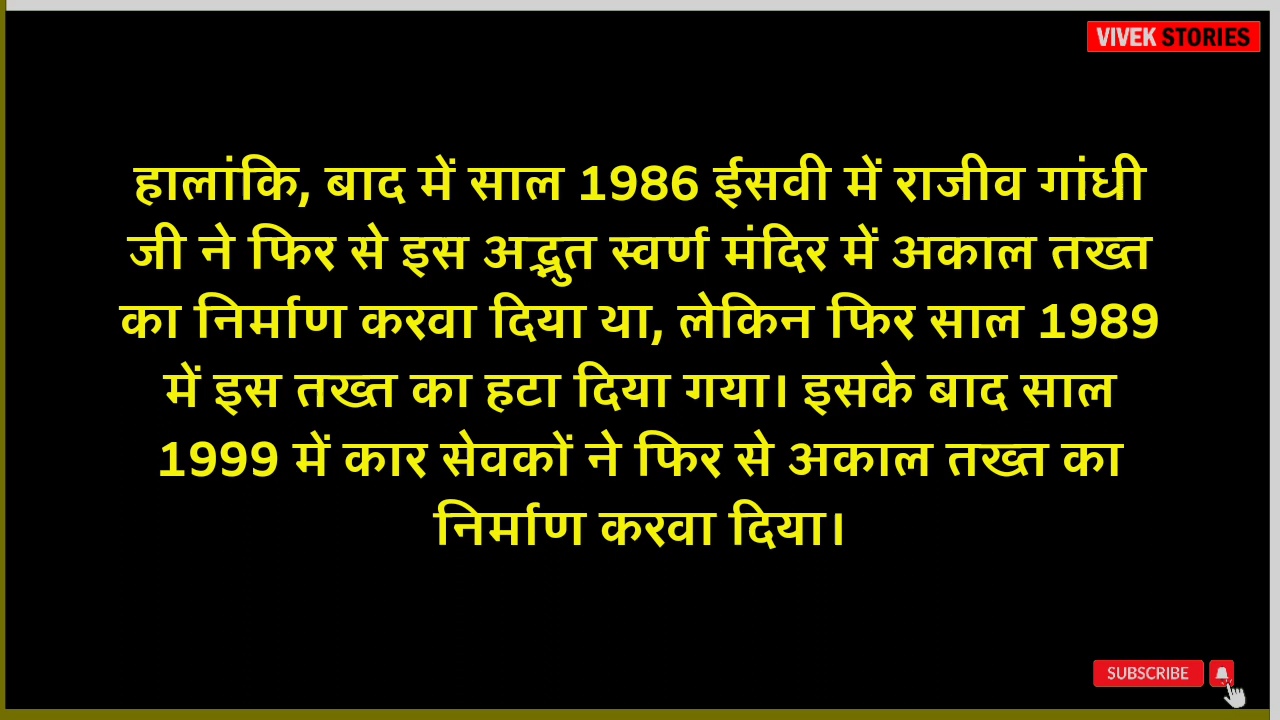 VIVEK STORIES
हालांकि, बाद में साल 1986 ईसवी में राजीव गांधी
जी ने फिर से इस अद्भुत स्वर्ण मंदिर में अकाल तख्त
का निर्माण करवा दिया था, लेकिन फिर साल 1989
में इस तख्त का हटा दिया गया। इसके बाद साल
1999 में कार सेवकों ने फिर से अकाल तख्त का
निर्माण करवा दिया।
SUBSCRIBE